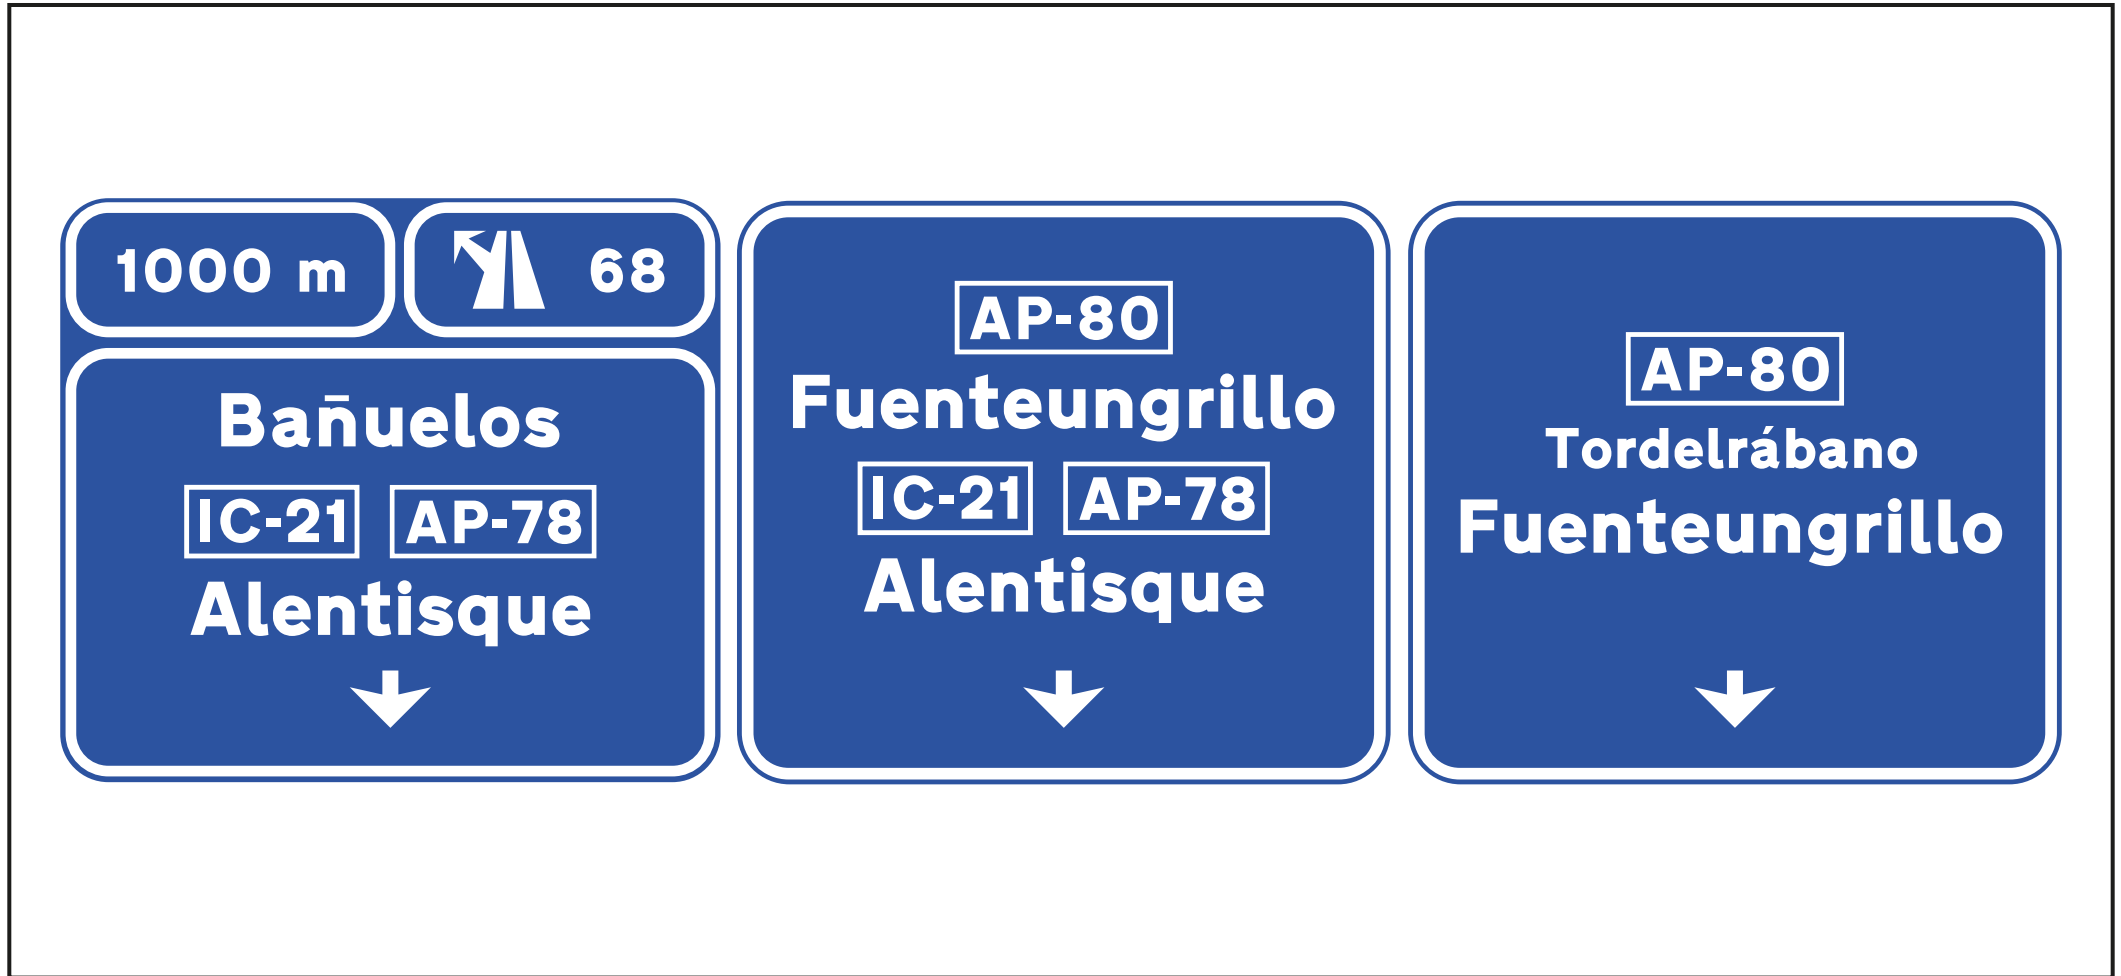 1000 m
68
Bañuelos
IC-21 AP-78
Alentisque
AP-80
Fuenteungrillo
IC-21 AP-78
Alentisque
AP-80
Tordelrábano
Fuenteungrillo